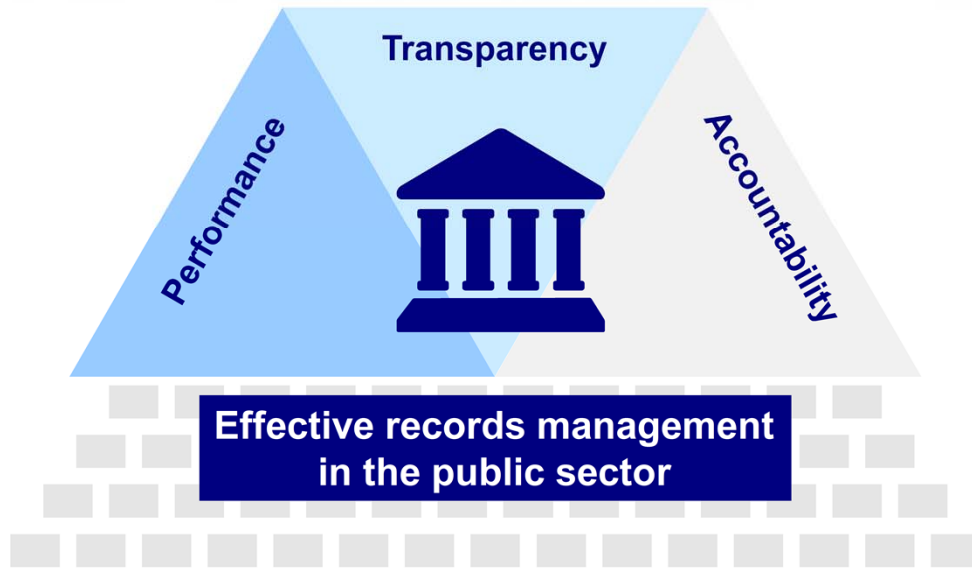 Transparency
Performance
Accountability
Effective records management
in the public sector